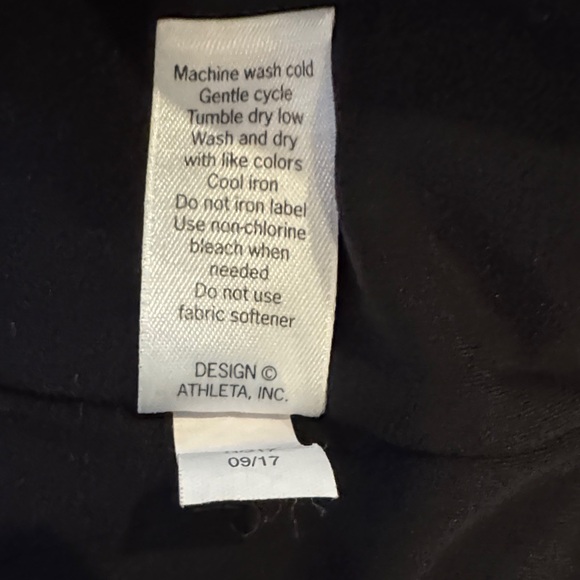 Machine wash cold
Gentle cycle
Tumble dry low
Wash and dry
with like colors
Cool iron
Do not iron label
Use non-chlorine
bleach when
needed
Do not use
fabric softener
DESIGN ©
ATHLETA, INC.
09/17